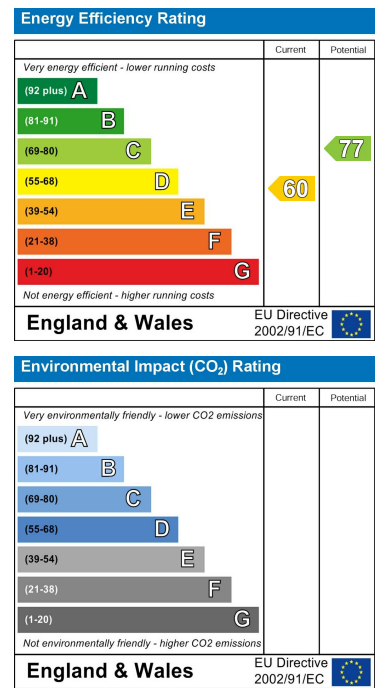 Energy Efficiency Rating
Current Potential
Very energy efficient - lower running costs
(92 plus) A
(81-91) B
(69-80) C
77
(55-68) D
60
(39-54) E
(21-38) F
(1-20) G
Not energy efficient - higher running costs
England & Wales
EU Directive
2002/91/EC
Environmental Impact (CO₂) Rating
Current Potential
Very environmentally friendly - lower CO2 emissions
(92 plus) A
(81-91) B
(69-80) C
(55-68) D
(39-54) E
(21-38) F
(1-20) G
Not environmentally friendly - higher CO2 emissions
England & Wales
EU Directive
2002/91/EC